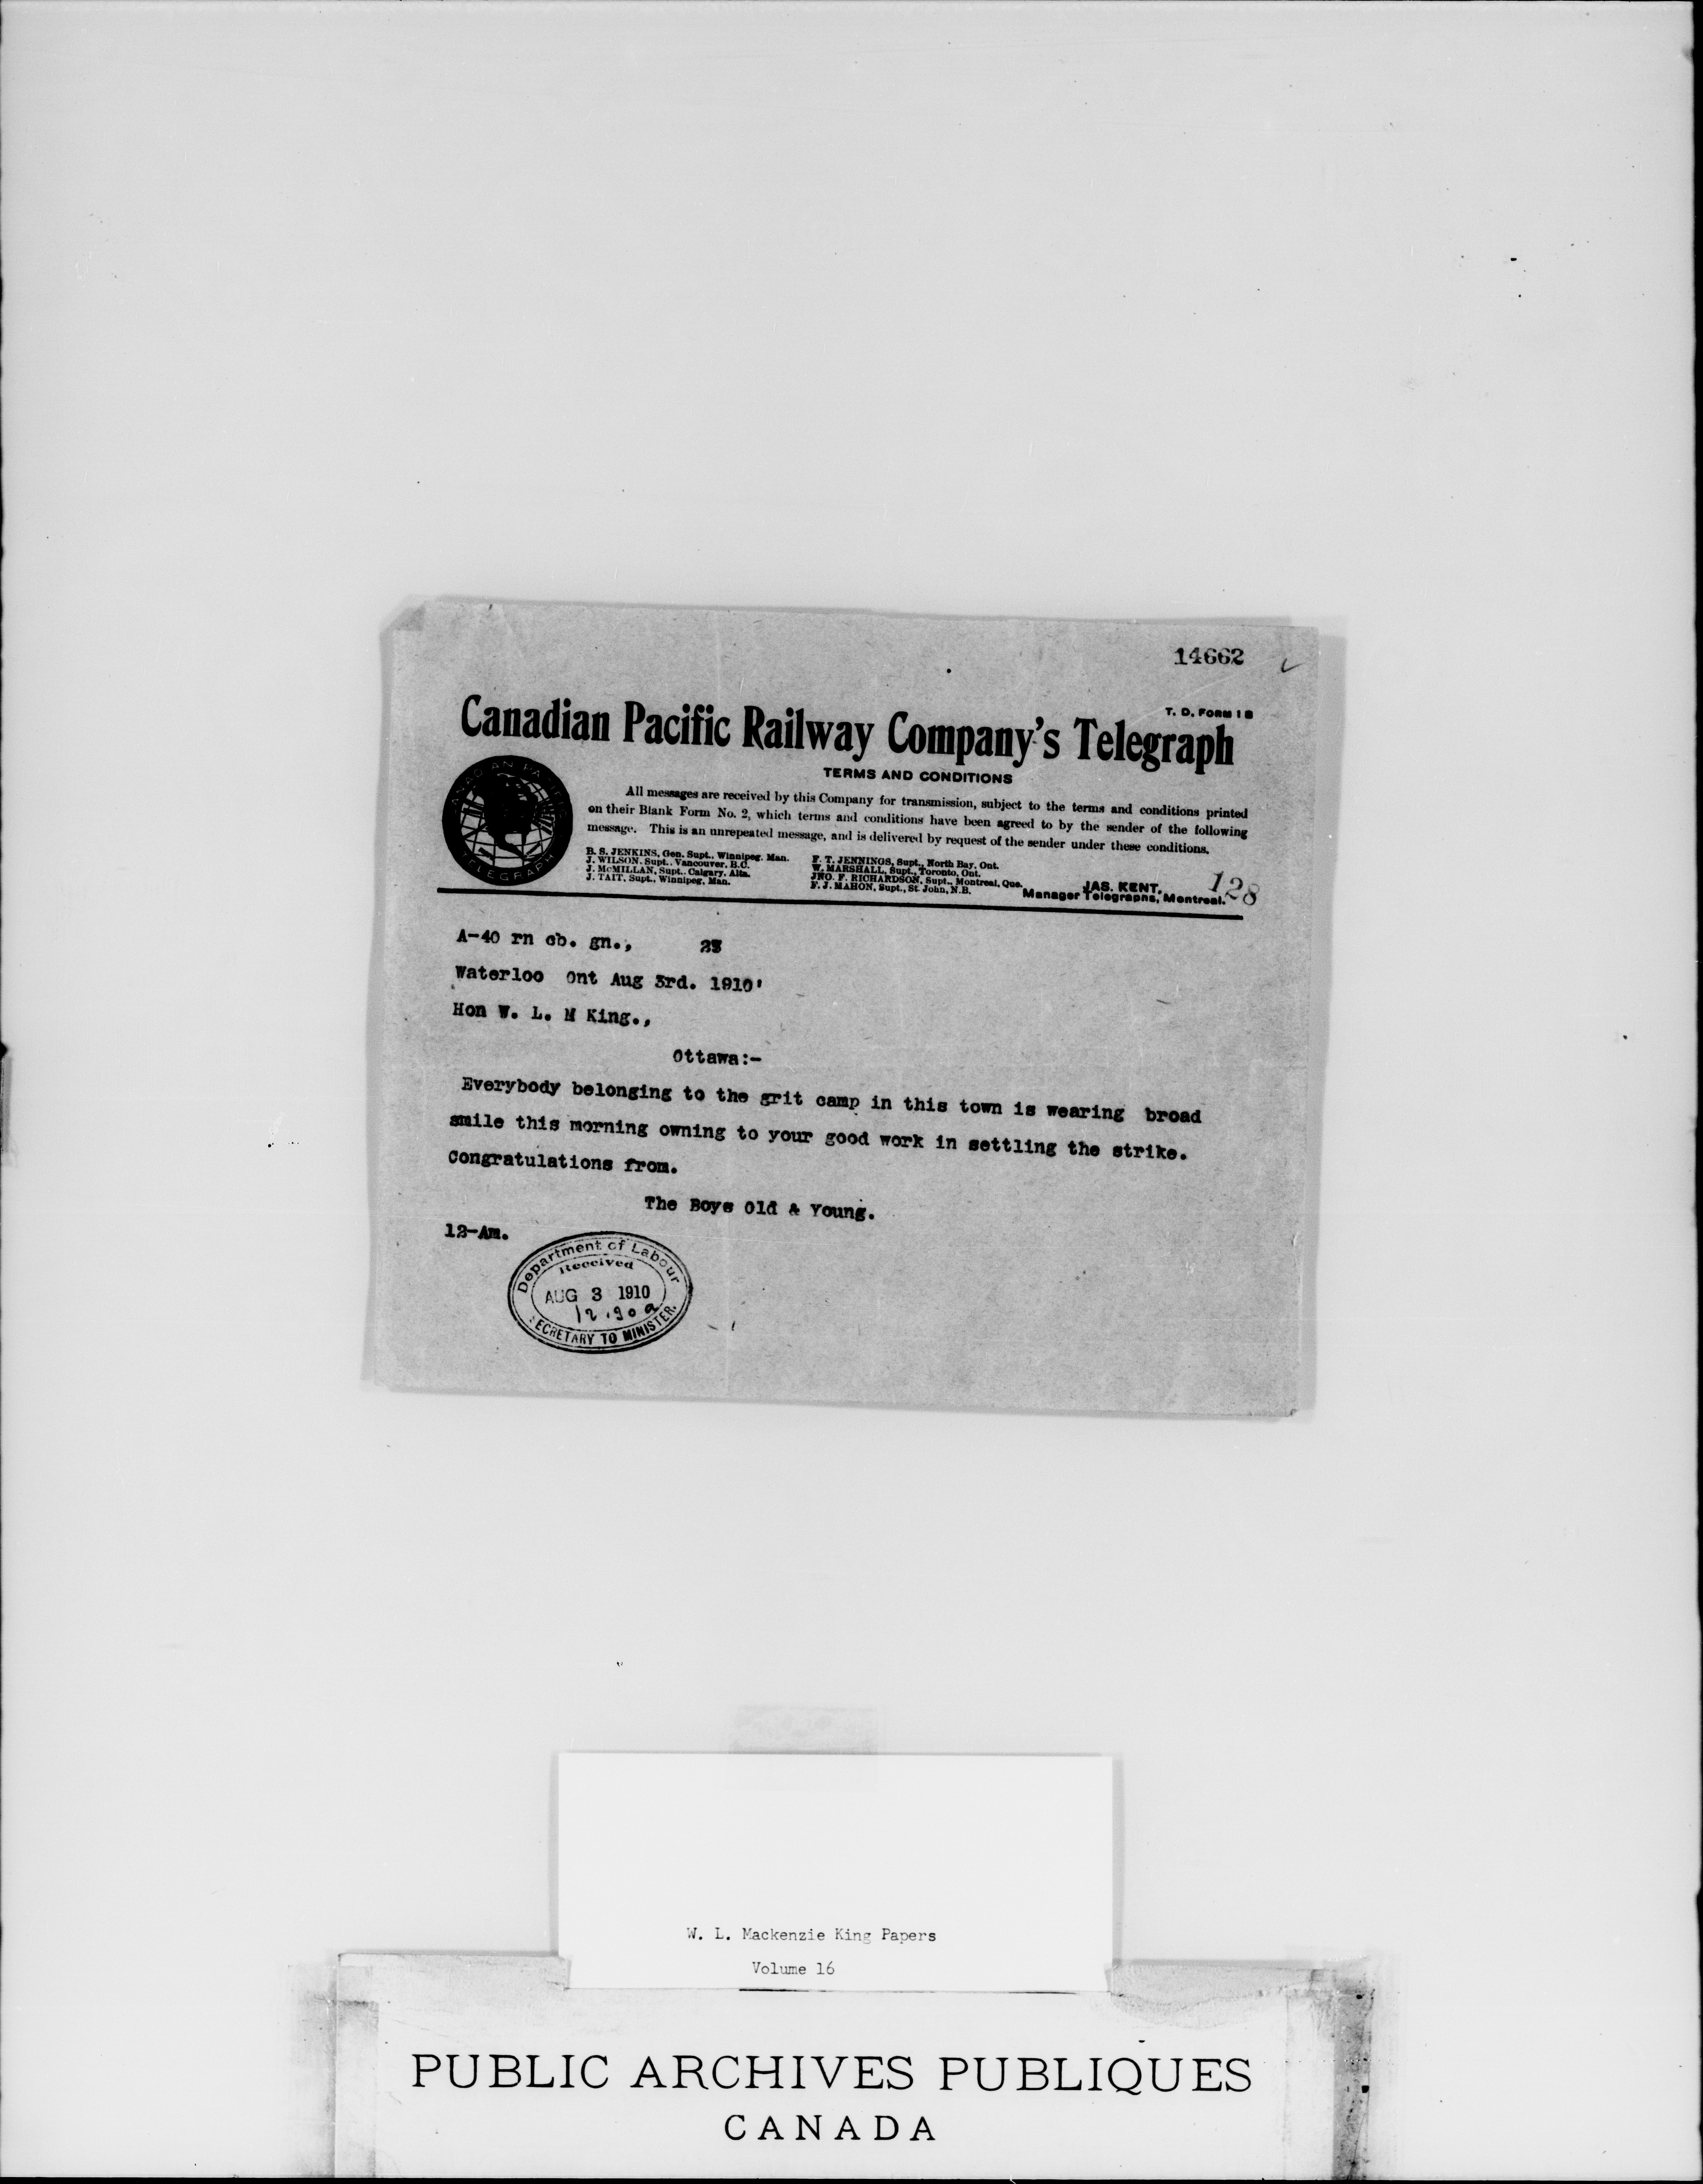 14662
T. D. FORM 1 B
Canadian Pacific Railway Company's Telegraph
TERMS AND CONDITIONS
All messages are received by this Company for transmission, subject to the terms and conditions printed
on their Blank Form No. 2, which terms and conditions have been agreed to by the sender of the following
message. This is an unrepeated message, and is delivered by request of the sender under these conditions.
CANADIAN PACIFIC
TELEGRAPH
B. S. JENKINS, Gen. Supt., Winnipeg, Man.
J. WILSON, Supt., Vancouver, B.C.
J. McMILLAN, Supt., Calgary, Alta.
J. TAIT, Supt., Winnipeg, Man.
F. T. JENNINGS, Supt., North Bay, Ont.
W. MARSHALL, Supt., Toronto, Ont.
JNO. F. RICHARDSON, Supt., Montreal, Que.
F. J. MAHON, Supt., St. John, N.B.
JAS. KENT,
Manager Telegraphs, Montreal.
128
A-40 rn ob. gn., 23
Waterloo Ont Aug 3rd. 1910'
Hon W. L. M King.,
Ottawa:-
Everybody belonging to the grit camp in this town is wearing broad
smile this morning owning to your good work in settling the strike.
Congratulations from.
The Boys Old & Young.
12-Am.
Department of Labour
Received
AUG 3 1910
12.30 a
SECRETARY TO MINISTER.
W. L. Mackenzie King Papers
Volume 16
PUBLIC ARCHIVES PUBLIQUES
CANADA